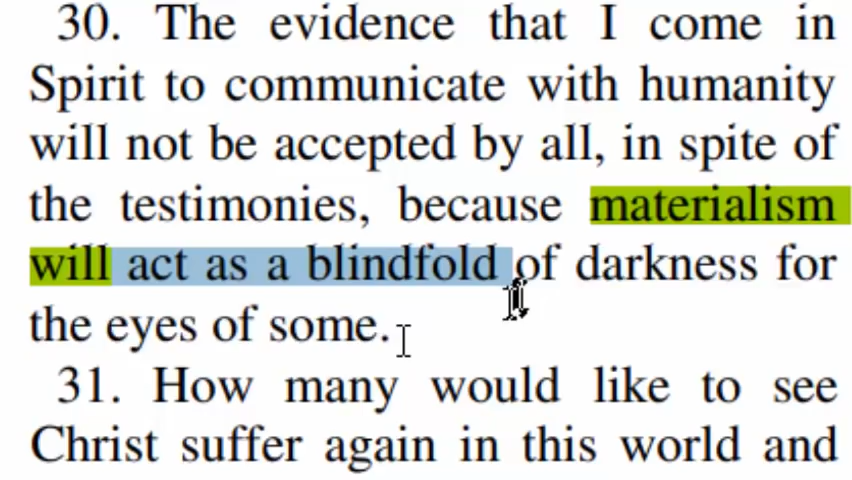 30. The evidence that I come in
Spirit to communicate with humanity
will not be accepted by all, in spite of
the testimonies, because materialism
will act as a blindfold of darkness for
the eyes of some.
31. How many would like to see
Christ suffer again in this world and